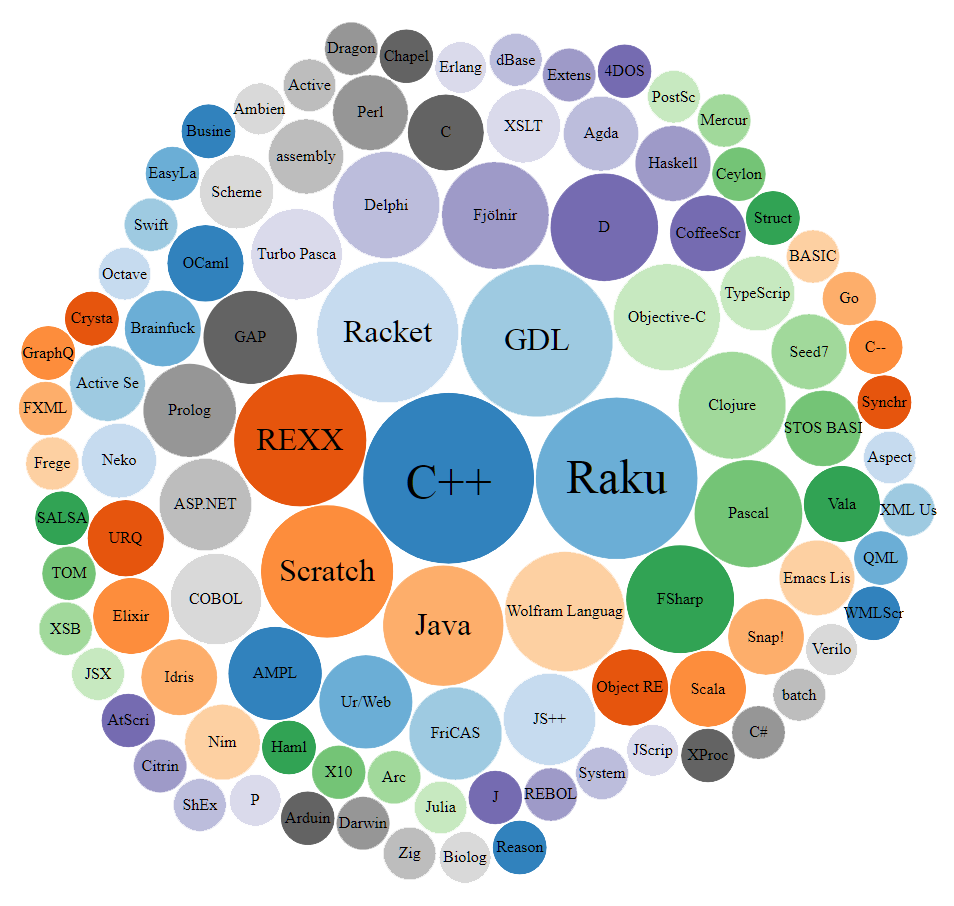 Dragon
Chapel
Erlang
dBase
Extens
4DOS
Active
PostSc
Ambien
Perl
Mercur
Busine
C
XSLT
Agda
assembly
Haskell
EasyLa
Ceylon
Scheme
Delphi
Fjölnir
Swift
D
CoffeeScr
Struct
Turbo Pasca
BASIC
OCaml
Octave
TypeScrip
Go
Crysta
Brainfuck
GAP
Racket
GDL
Objective-C
C--
GraphQ
Seed7
Active Se
Synchr
FXML
Prolog
Clojure
STOS BASI
REXX
Frege
Neko
Aspect
C++
Raku
ASP.NET
Pascal
Vala
XML Us
SALSA
URQ
QML
TOM
Scratch
Emacs Lis
COBOL
FSharp
WMLScr
Elixir
Wolfram Languag
XSB
Java
Snap!
Verilo
JSX
Idris
AMPL
Object RE
Scala
batch
Ur/Web
AtScri
JS++
C#
FriCAS
Nim
Haml
JScrip
XProc
Citrin
X10
Arc
System
ShEx
P
J
REBOL
Julia
Arduin
Darwin
Reason
Zig
Biolog